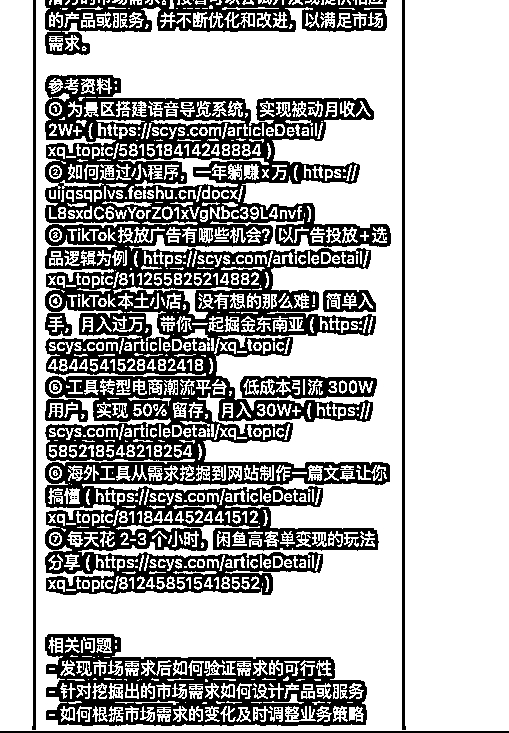 的产品或服务，并不断优化和改进，以满足市场
需求。
参考资料：
① 为景区搭建语音导览系统，实现被动月收入
2W+ ( https://scys.com/articleDetail/
xq_topic/581518414248884 )
② 如何通过小程序，一年躺赚x万 ( https://
uijqsqplvs.feishu.cn/docx/
L8sxdC6wYorZO1xVgNbc39L4nvf )
③ TikTok投放广告有哪些机会？以广告投放+选
品逻辑为例 ( https://scys.com/articleDetail/
xq_topic/811255825214882 )
④ TikTok本土小店，没有想的那么难！简单入
手，月入过万，带你一起掘金东南亚 ( https://
scys.com/articleDetail/xq_topic/
4844541528482418 )
⑤ 工具转型电商潮流平台，低成本引流 300W
用户，实现 50% 留存，月入 30W+ ( https://
scys.com/articleDetail/xq_topic/
585218548218254 )
⑥ 海外工具从需求挖掘到网站制作一篇文章让你
搞懂 ( https://scys.com/articleDetail/
xq_topic/811844452441512 )
⑦ 每天花 2-3 个小时，闲鱼高客单变现的玩法
分享 ( https://scys.com/articleDetail/
xq_topic/812458515418552 )
相关问题：
- 发现市场需求后如何验证需求的可行性
- 针对挖掘出的市场需求如何设计产品或服务
- 如何根据市场需求的变化及时调整业务策略